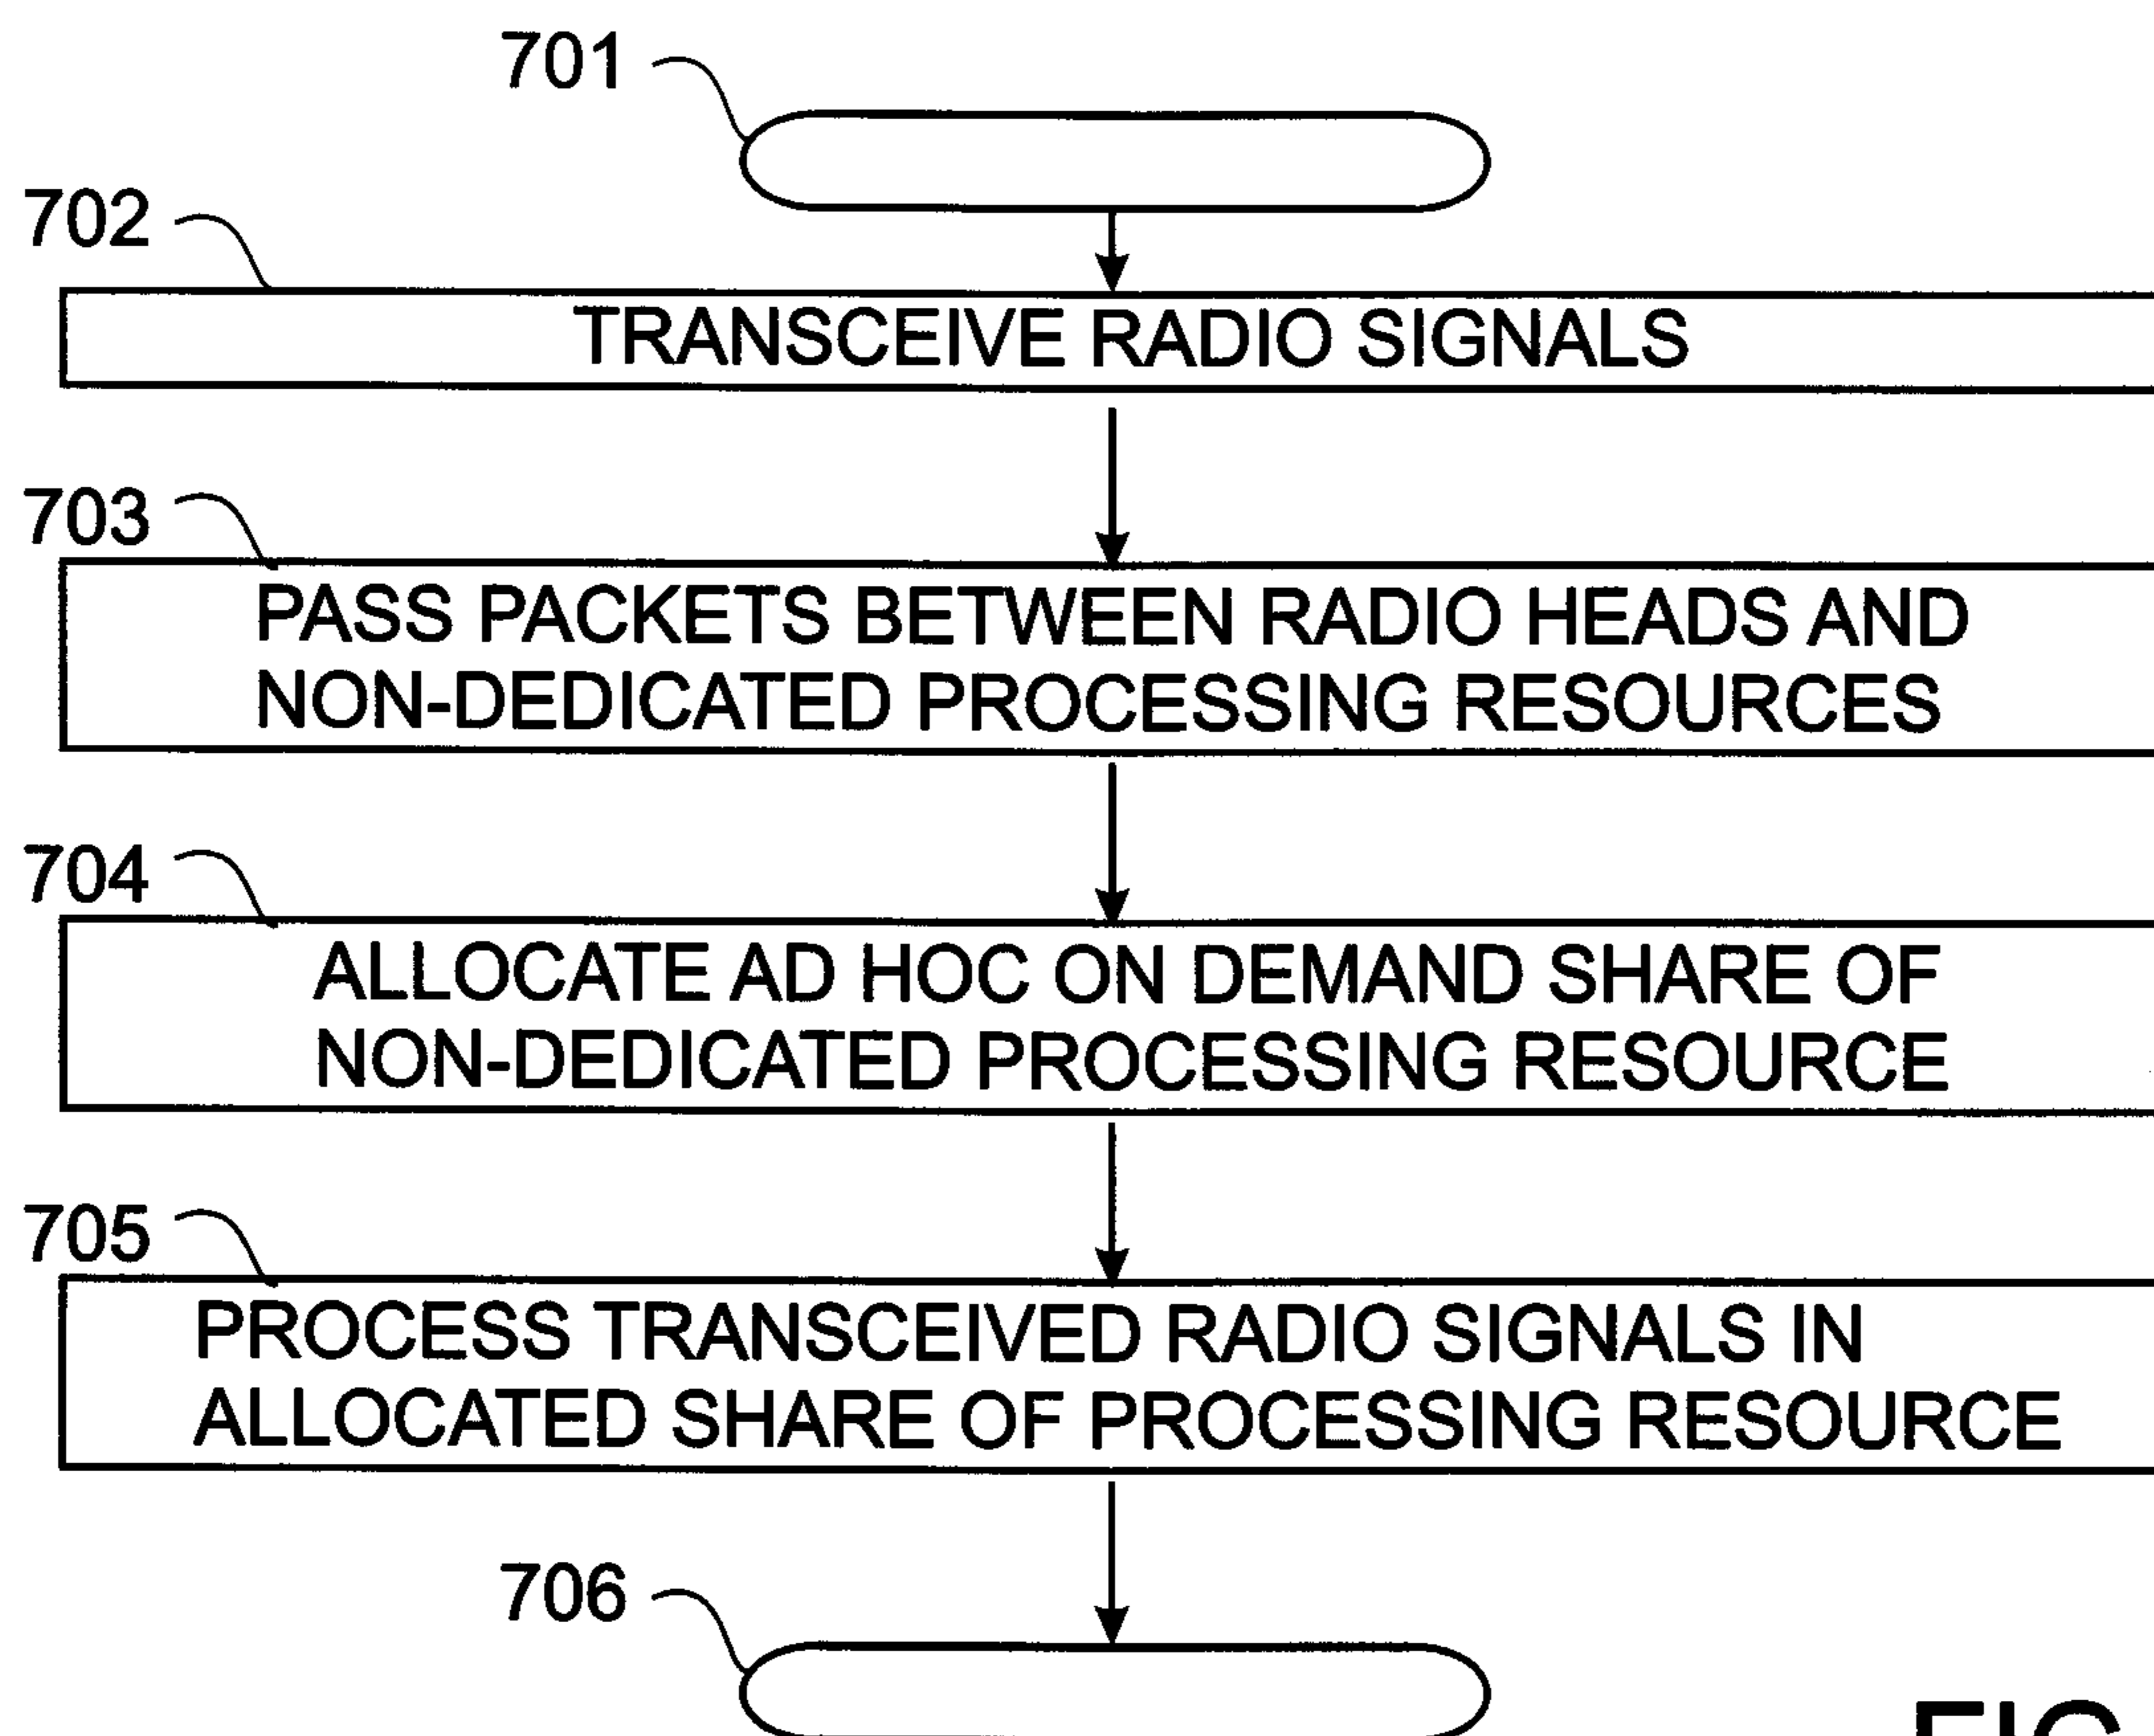 701
702
TRANSCEIVE RADIO SIGNALS
703
PASS PACKETS BETWEEN RADIO HEADS AND
NON-DEDICATED PROCESSING RESOURCES
704
ALLOCATE AD HOC ON DEMAND SHARE OF
NON-DEDICATED PROCESSING RESOURCE
705
PROCESS TRANSCEIVED RADIO SIGNALS IN
ALLOCATED SHARE OF PROCESSING RESOURCE
706